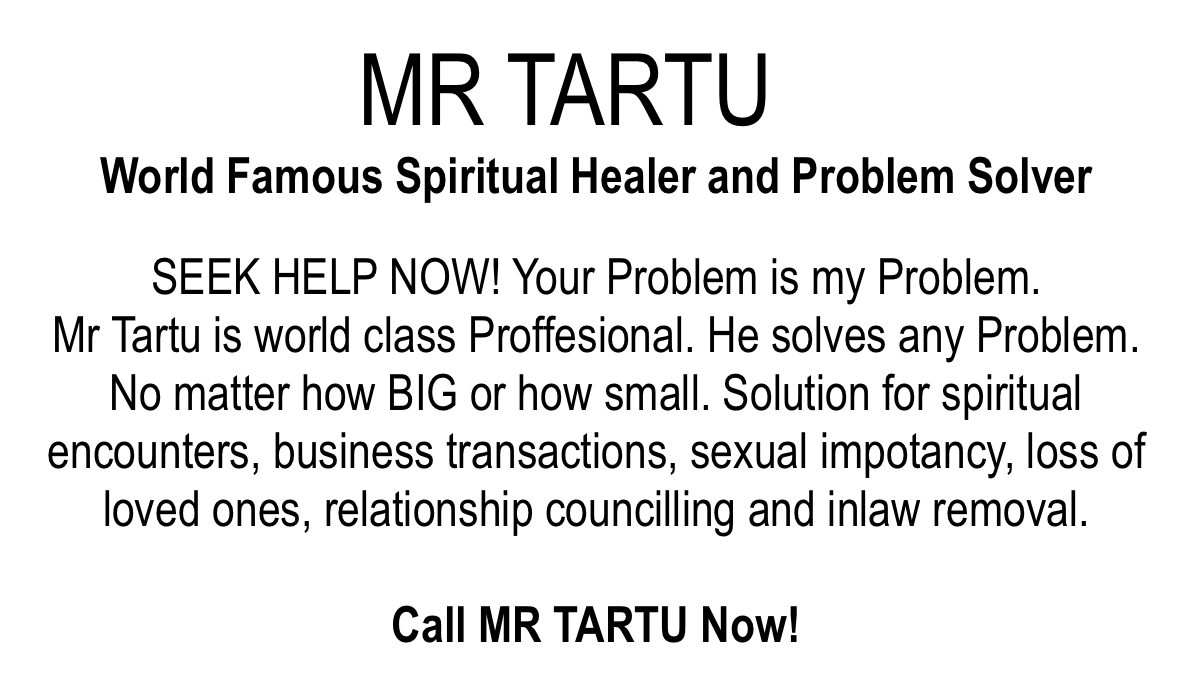 MR TARTU
World Famous Spiritual Healer and Problem Solver
SEEK HELP NOW! Your Problem is my Problem.
Mr Tartu is world class Proffesional. He solves any Problem.
No matter how BIG or how small. Solution for spiritual
encounters, business transactions, sexual impotancy, loss of
loved ones, relationship councilling and inlaw removal.
Call MR TARTU Now!